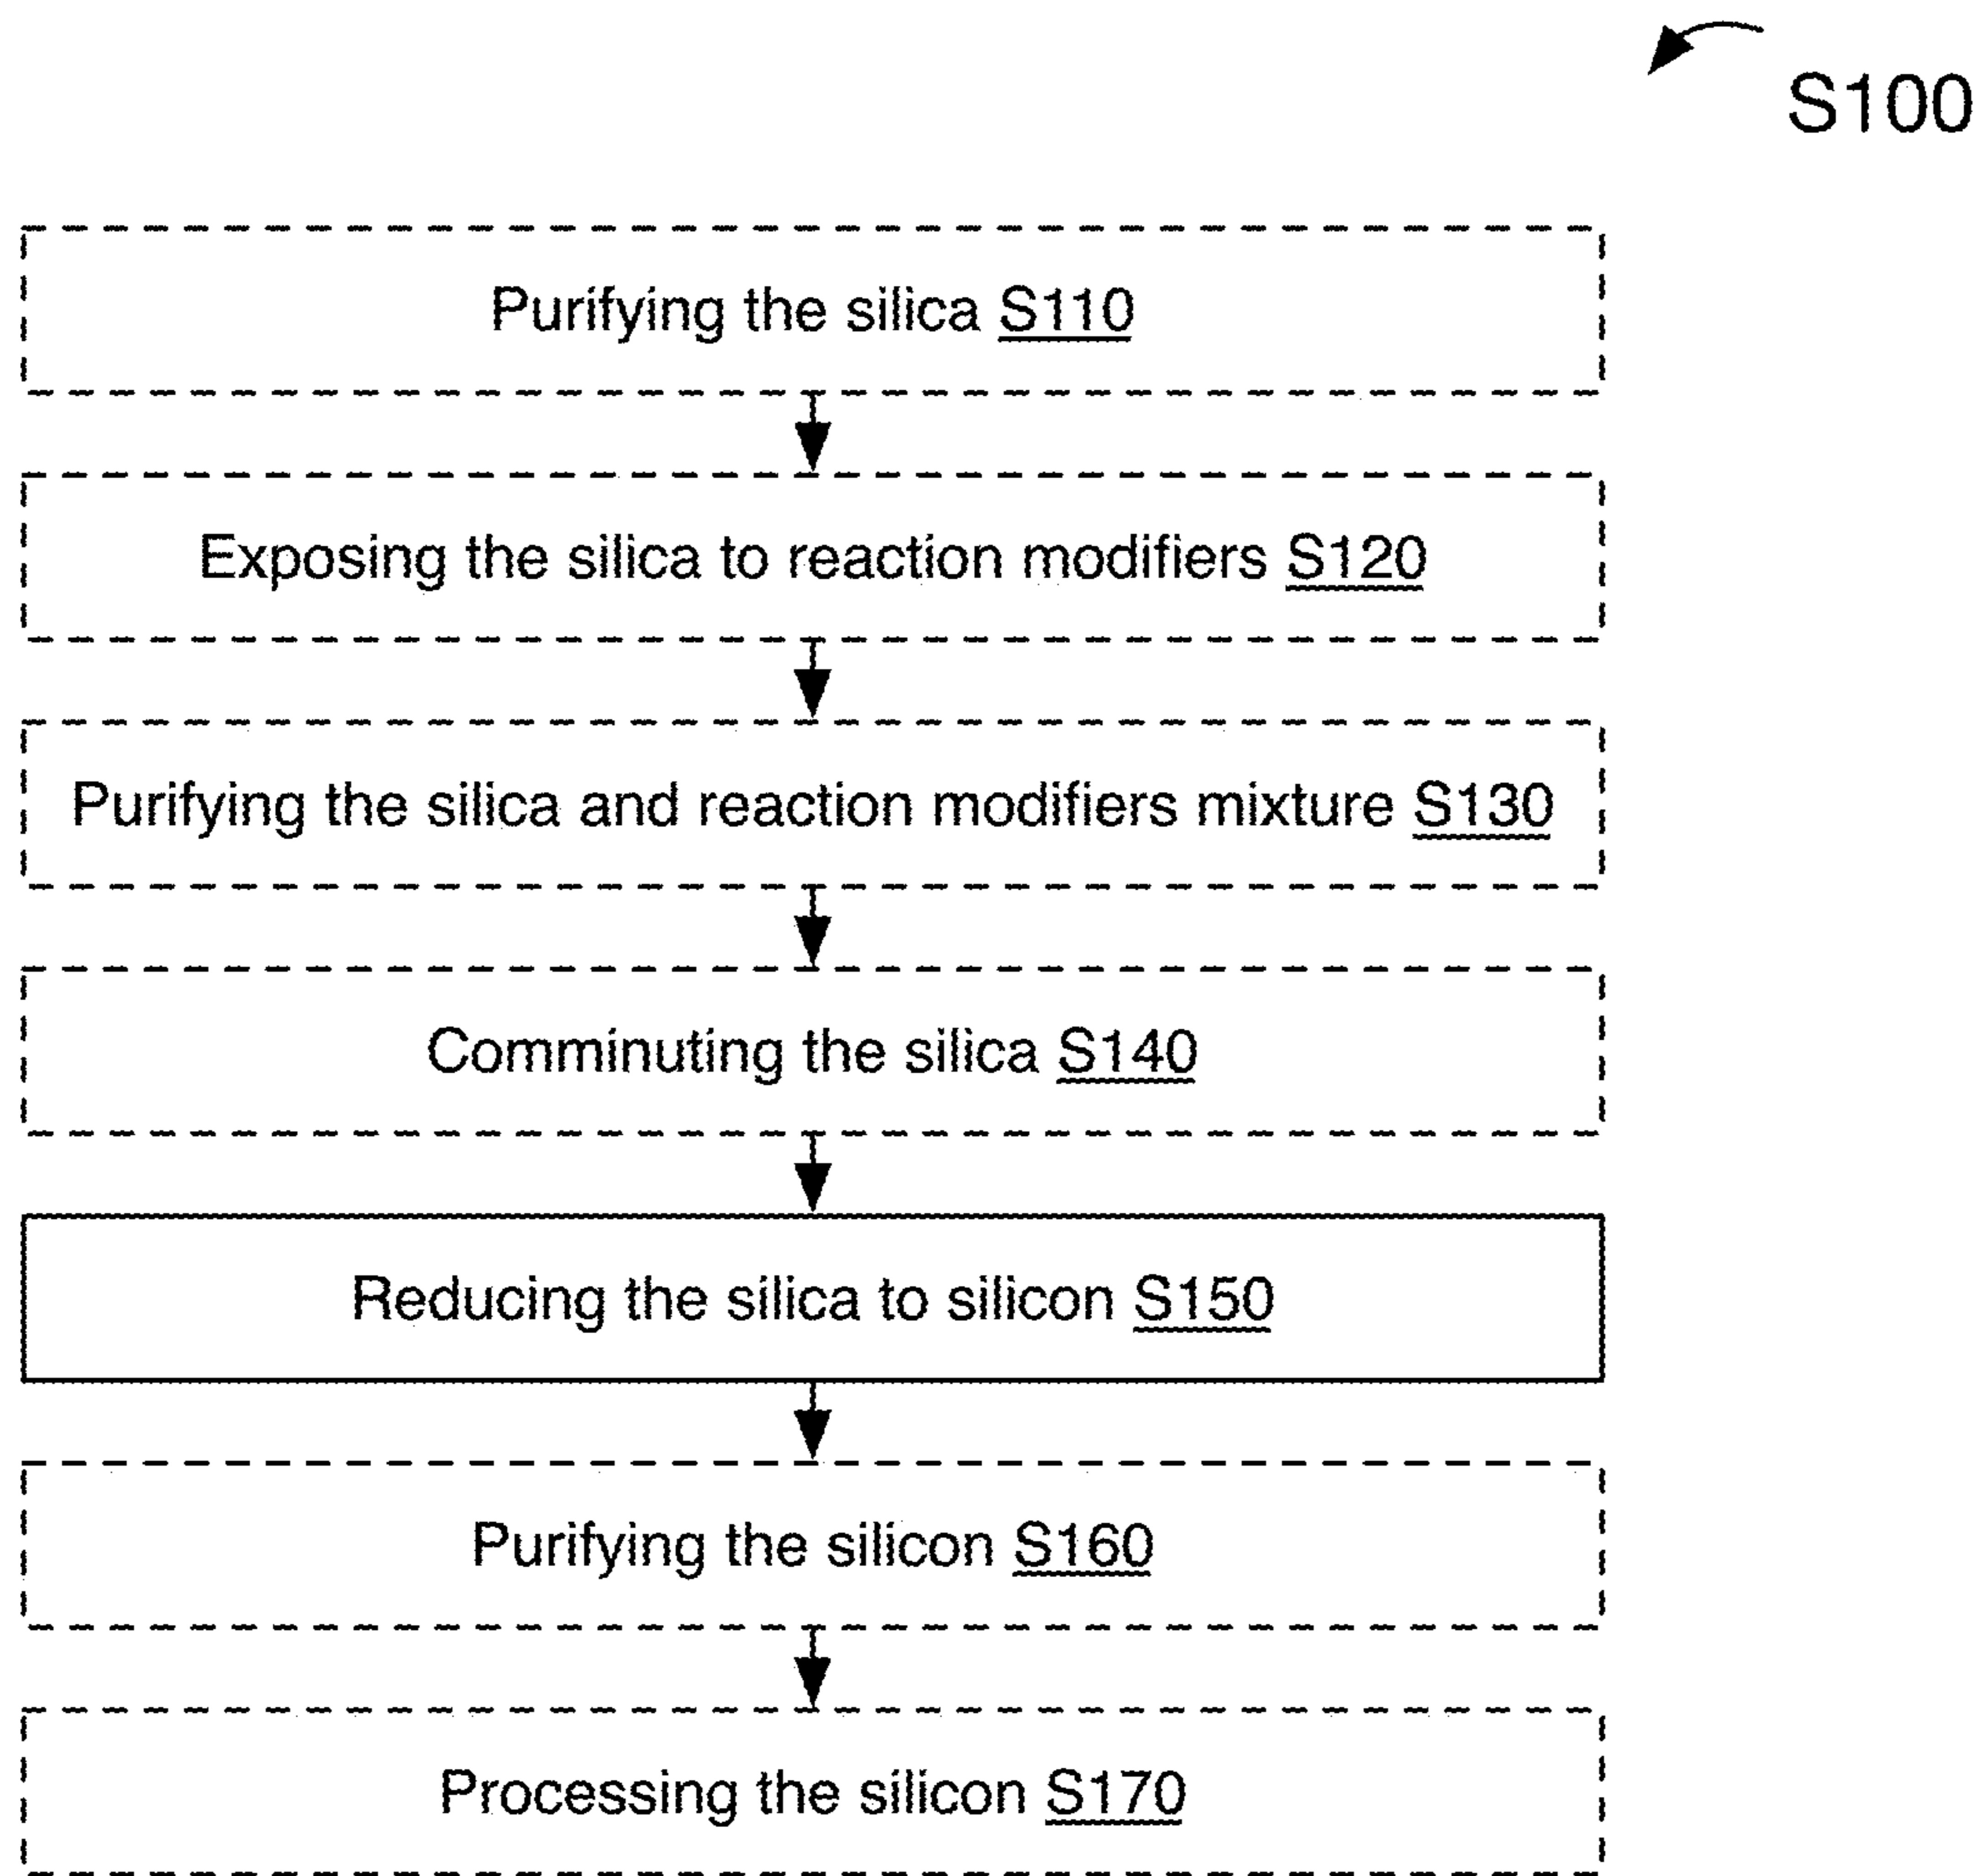 S100
Purifying the silica S110
Exposing the silica to reaction modifiers S120
Purifying the silica and reaction modifiers mixture S130
Comminuting the silica S140
Reducing the silica to silicon S150
Purifying the silicon S160
Processing the silicon S170